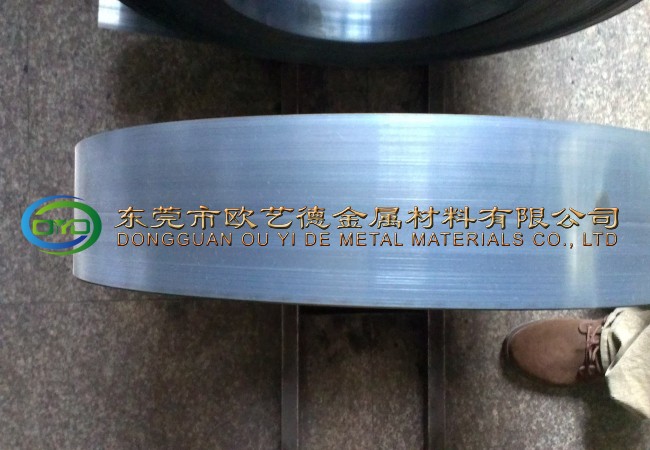 OYD
东莞市欧艺德金属材料有限公司
DONGGUAN OU YI DE METAL MATERIALS CO., LTD